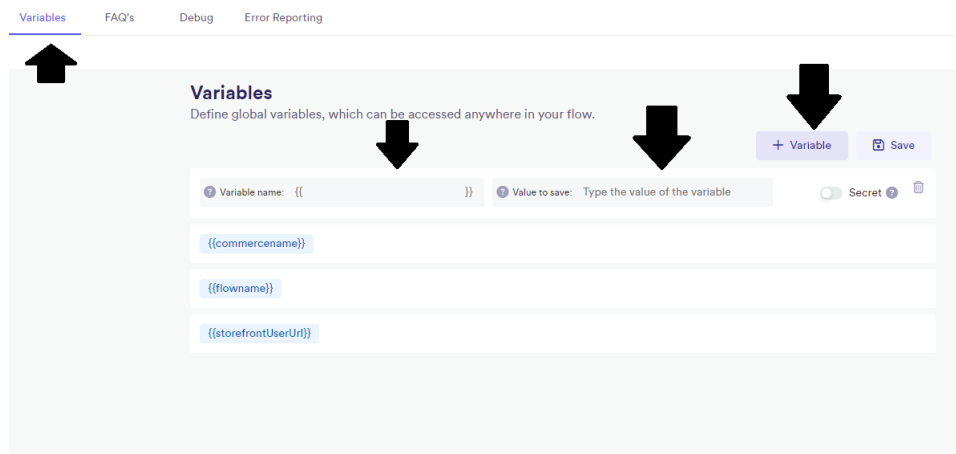 Variables FAQ's Debug Error Reporting
Variables
Define global variables, which can be accessed anywhere in your flow.
+ Variable Save
? Variable name: {{ }} ? Value to save: Type the value of the variable Secret ?
{{commercename}}
{{flowname}}
{{storefrontUserUrl}}